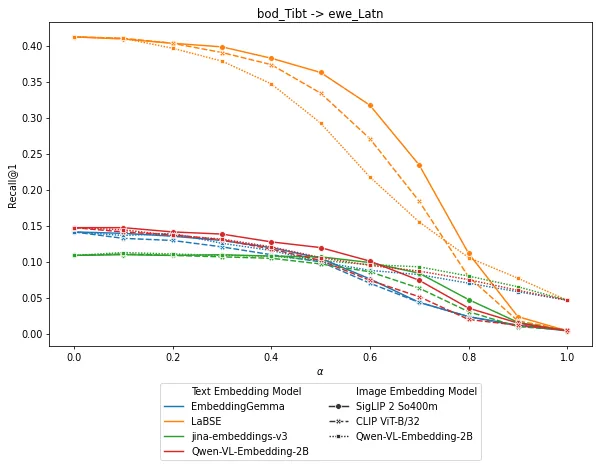 bod_Tibt -> ewe_Latn
Recall@1
0.40
0.35
0.30
0.25
0.20
0.15
0.10
0.05
0.00
0.0 0.2 0.4 0.6 0.8 1.0
α
Text Embedding Model
EmbeddingGemma
LaBSE
jina-embeddings-v3
Qwen-VL-Embedding-2B
Image Embedding Model
SigLIP 2 So400m
CLIP ViT-B/32
Qwen-VL-Embedding-2B